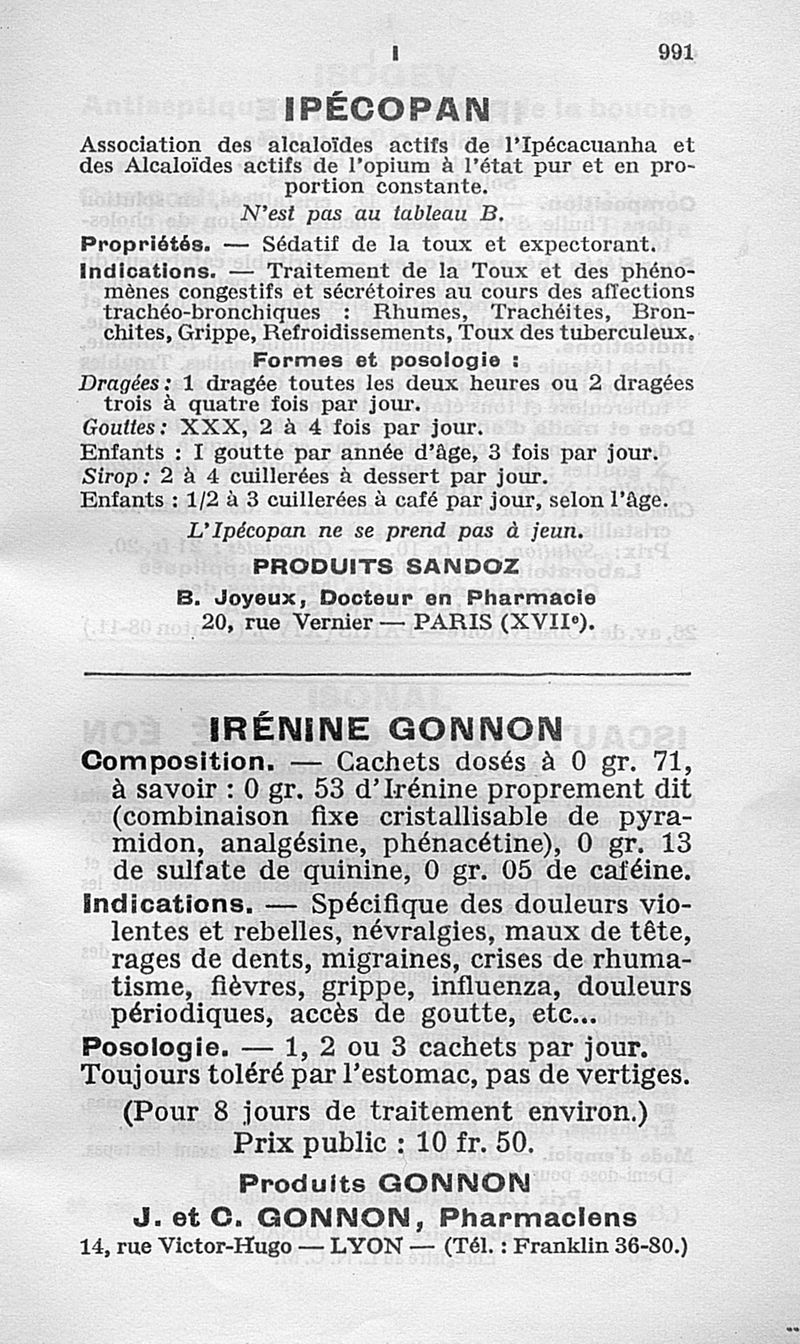 I 991
IPÉCOPAN
Association des alcaloïdes actifs de l'Ipécacuanha et
des Alcaloïdes actifs de l'opium à l'état pur et en pro-
portion constante.
N'est pas au tableau B.
Propriétés. — Sédatif de la toux et expectorant.
Indications. — Traitement de la Toux et des phéno-
mènes congestifs et sécrétoires au cours des affections
trachéo-bronchiques : Rhumes, Trachéites, Bron-
chites, Grippe, Refroidissements, Toux des tuberculeux.
Formes et posologie :
Dragées : 1 dragée toutes les deux heures ou 2 dragées
trois à quatre fois par jour.
Gouttes : XXX, 2 à 4 fois par jour.
Enfants : I goutte par année d'âge, 3 fois par jour.
Sirop : 2 à 4 cuillerées à dessert par jour.
Enfants : 1/2 à 3 cuillerées à café par jour, selon l'âge.
L'Ipécopan ne se prend pas à jeun.
PRODUITS SANDOZ
B. Joyeux, Docteur en Pharmacie
20, rue Vernier — PARIS (XVIIe).
IRÉNINE GONNON
Composition. — Cachets dosés à 0 gr. 71,
à savoir : 0 gr. 53 d'Irénine proprement dit
(combinaison fixe cristallisable de pyra-
midon, analgésine, phénacétine), 0 gr. 13
de sulfate de quinine, 0 gr. 05 de caféine.
Indications. — Spécifique des douleurs vio-
lentes et rebelles, névralgies, maux de tête,
rages de dents, migraines, crises de rhuma-
tisme, fièvres, grippe, influenza, douleurs
périodiques, accès de goutte, etc...
Posologie. — 1, 2 ou 3 cachets par jour.
Toujours toléré par l'estomac, pas de vertiges.
(Pour 8 jours de traitement environ.)
Prix public : 10 fr. 50.
Produits GONNON
J. et C. GONNON, Pharmaciens
14, rue Victor-Hugo — LYON — (Tél. : Franklin 36-80.)